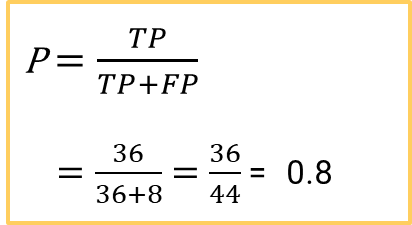 P = TP / TP+FP
= 36 / 36+8 = 36 / 44 = 0.8